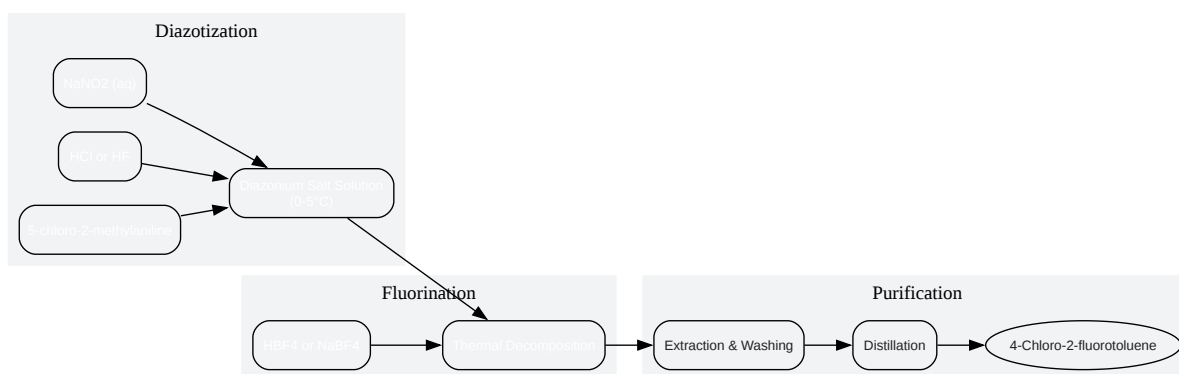 Diazotization
NaNO2 (aq)
HCl or HF
Diazonium Salt Solution
(0-5°C)
5-chloro-2-methylaniline
Fluorination
Purification
HBF4 or NaBF4
Thermal Decomposition
Extraction & Washing
Distillation
4-Chloro-2-fluorotoluene